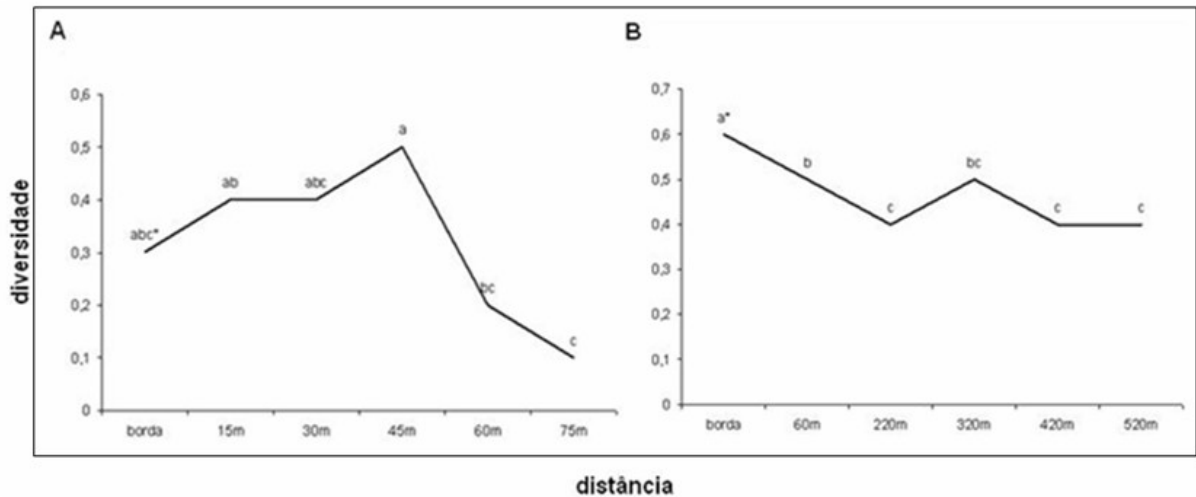 A
diversidade
0,6
0,5
0,4
0,3
0,2
0,1
0
abc*
ab
abc
a
bc
c
borda 15m 30m 45m 60m 75m
B
0,7
0,6
0,5
0,4
0,3
0,2
0,1
0
a*
b
c
bc
c
c
borda 60m 220m 320m 420m 520m
distância